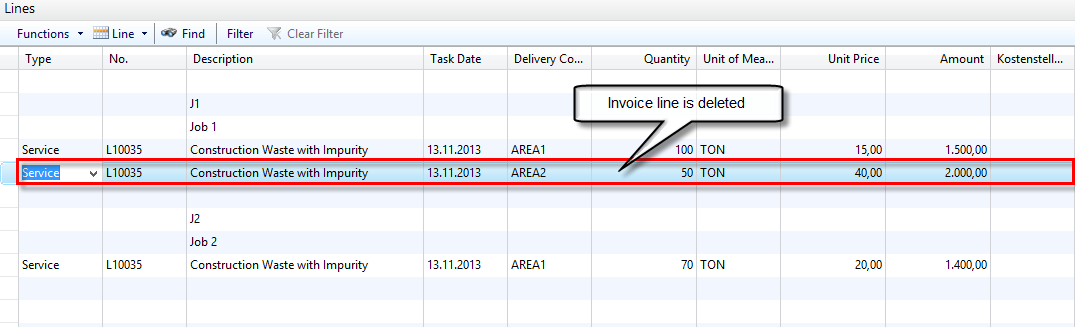 Lines
Functions Line Find Filter Clear Filter
Type No. Description Task Date Delivery Co... Quantity Unit of Mea... Unit Price Amount Kostenstell...
J1
Invoice line is deleted
Job 1
Service L10035 Construction Waste with Impurity 13.11.2013 AREA1 100 TON 15,00 1.500,00
Service L10035 Construction Waste with Impurity 13.11.2013 AREA2 50 TON 40,00 2.000,00
J2
Job 2
Service L10035 Construction Waste with Impurity 13.11.2013 AREA1 70 TON 20,00 1.400,00